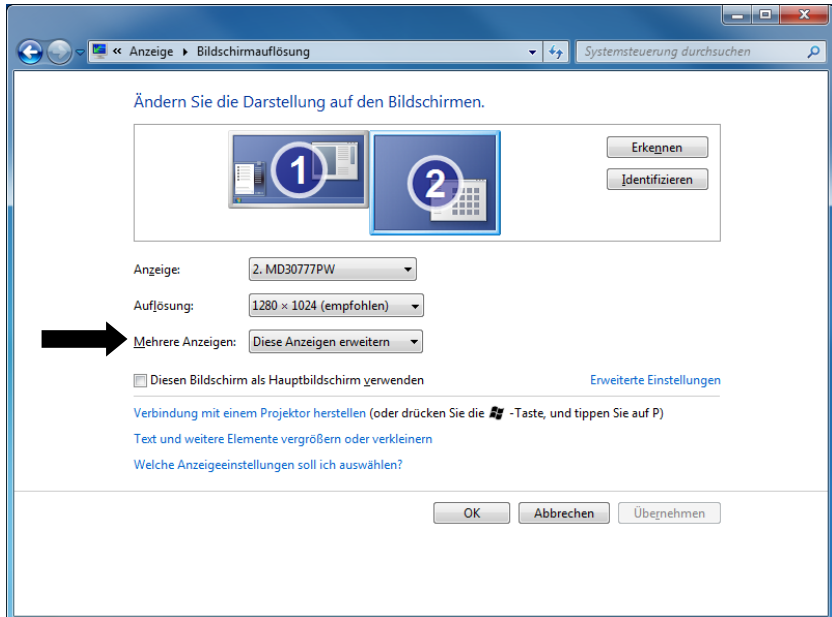 « Anzeige ▸ Bildschirmauflösung
Systemsteuerung durchsuchen
Ändern Sie die Darstellung auf den Bildschirmen.
1
2
Erkennen
Identifizieren
Anzeige:
2. MD30777PW
Auflösung:
1280 × 1024 (empfohlen)
Mehrere Anzeigen:
Diese Anzeigen erweitern
Diesen Bildschirm als Hauptbildschirm verwenden
Erweiterte Einstellungen
Verbindung mit einem Projektor herstellen (oder drücken Sie die -Taste, und tippen Sie auf P)
Text und weitere Elemente vergrößern oder verkleinern
Welche Anzeigeeinstellungen soll ich auswählen?
OK
Abbrechen
Übernehmen